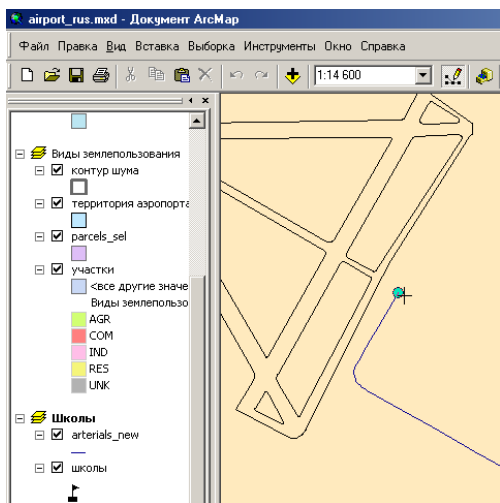 airport_rus.mxd - Документ ArcMap
Файл Правка Вид Вставка Выборка Инструменты Окно Справка
1:14 600
Виды землепользования
контур шума
территория аэропорта
parcels_sel
участки
<все другие значе
Виды землепользо
AGR
COM
IND
RES
UNK
Школы
arterials_new
школы